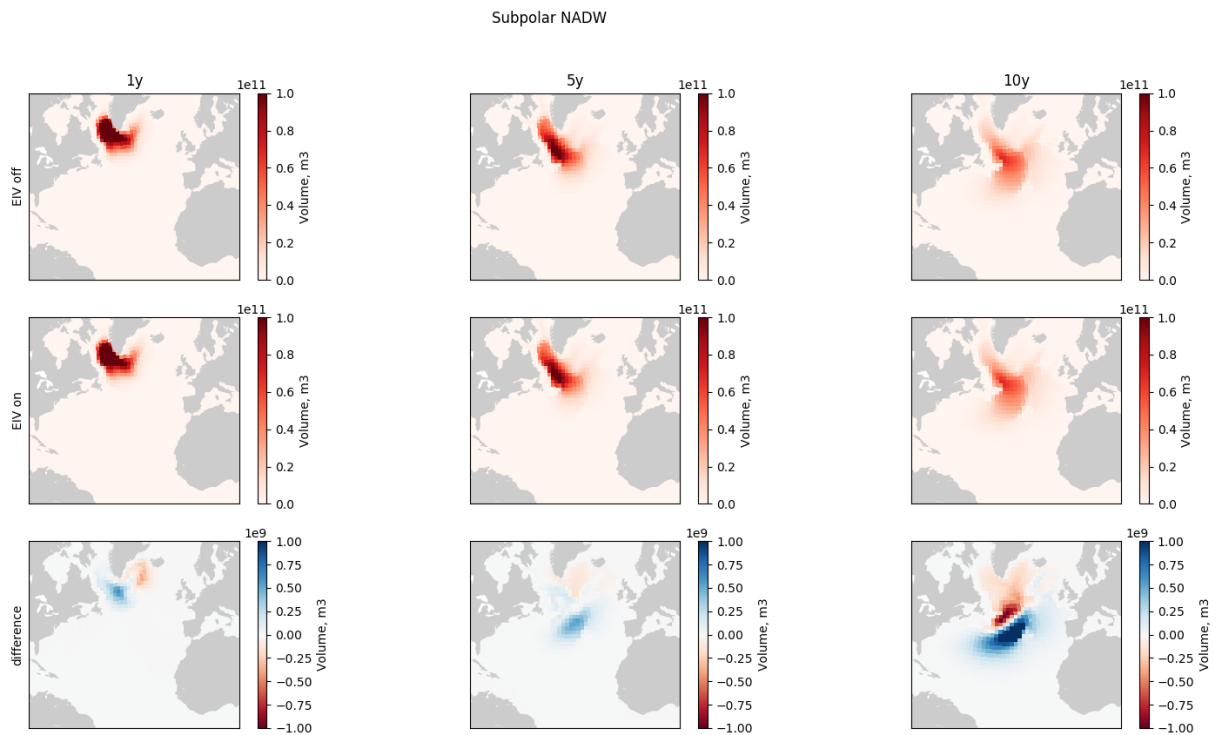 Subpolar NADW
1y
5y
10y
1e11
1e11
1e11
EIV off
1.0
0.8
0.6
0.4
0.2
0.0
Volume, m3
1.0
0.8
0.6
0.4
0.2
0.0
Volume, m3
1.0
0.8
0.6
0.4
0.2
0.0
Volume, m3
1e11
1e11
1e11
EIV on
1.0
0.8
0.6
0.4
0.2
0.0
Volume, m3
1.0
0.8
0.6
0.4
0.2
0.0
Volume, m3
1.0
0.8
0.6
0.4
0.2
0.0
Volume, m3
1e9
1e9
1e9
difference
1.00
0.75
0.50
0.25
0.00
−0.25
−0.50
−0.75
−1.00
Volume, m3
1.00
0.75
0.50
0.25
0.00
−0.25
−0.50
−0.75
−1.00
Volume, m3
1.00
0.75
0.50
0.25
0.00
−0.25
−0.50
−0.75
−1.00
Volume, m3